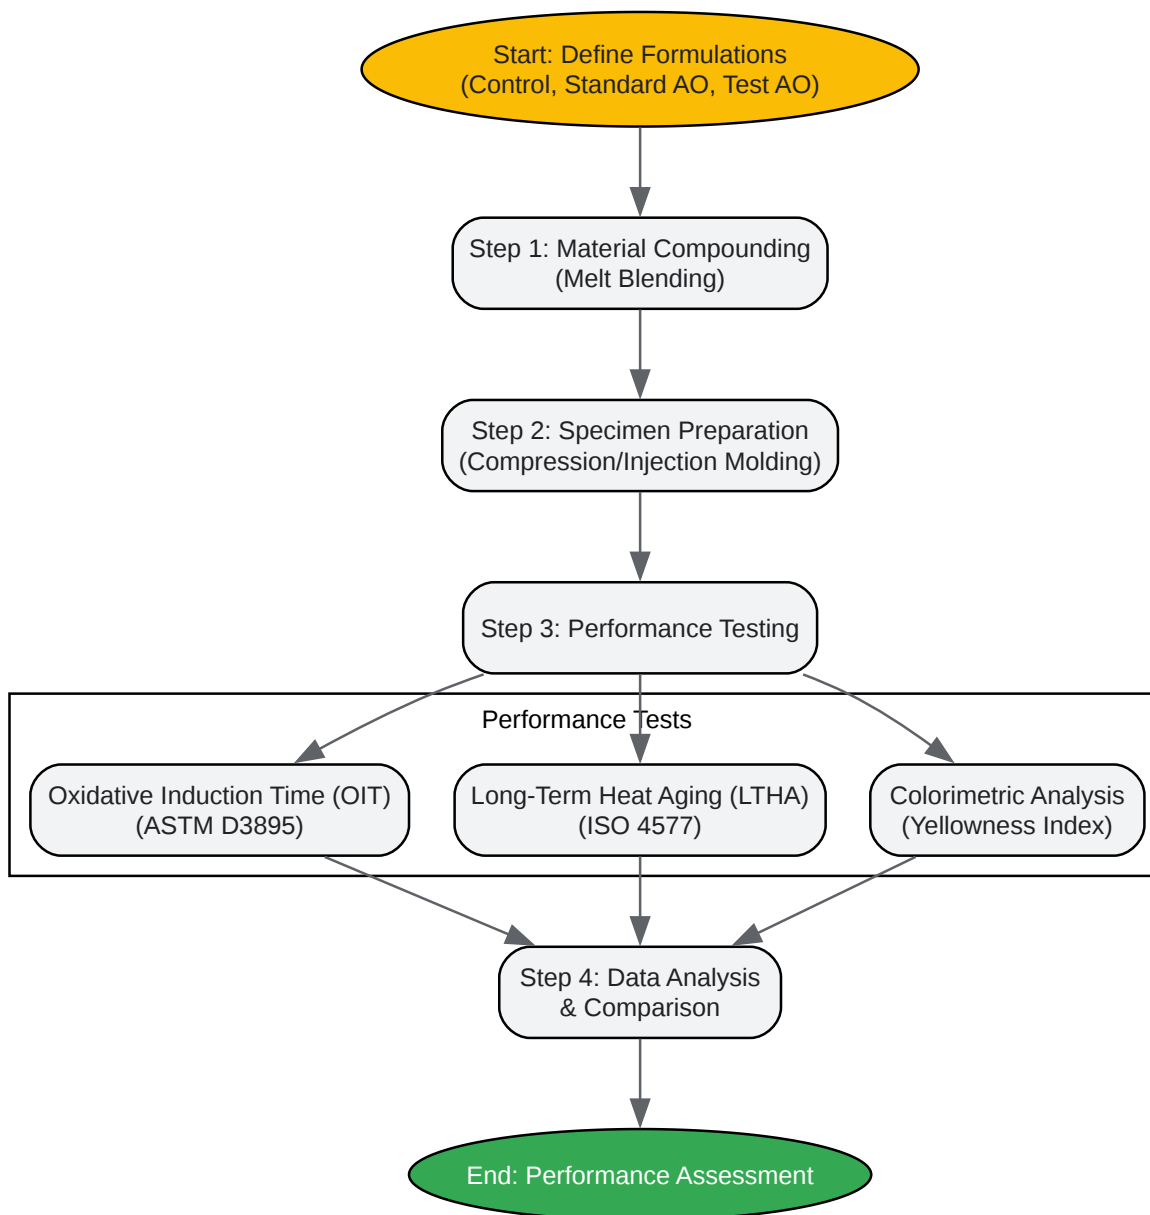 Start: Define Formulations
(Control, Standard AO, Test AO)
Step 1: Material Compounding
(Melt Blending)
Step 2: Specimen Preparation
(Compression/Injection Molding)
Step 3: Performance Testing
Performance Tests
Oxidative Induction Time (OIT)
(ASTM D3895)
Long-Term Heat Aging (LTHA)
(ISO 4577)
Colorimetric Analysis
(Yellowness Index)
Step 4: Data Analysis
& Comparison
End: Performance Assessment